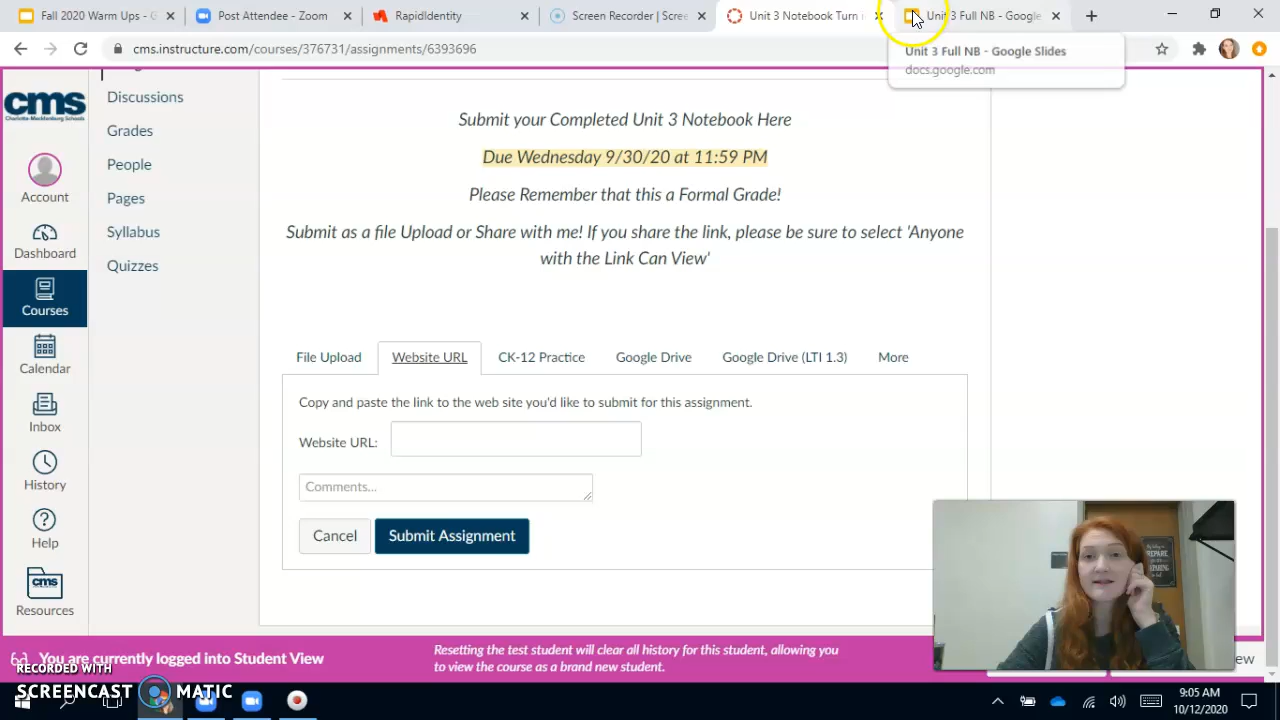 Fall 2020 Warm Ups - G
Post Attendee - Zoom
RapidIdentity
Screen Recorder | Scree
Unit 3 Notebook Turn i
Unit 3 Full NB - Google
cms.instructure.com/courses/376731/assignments/6393696
Unit 3 Full NB - Google Slides
docs.google.com
cms
Charlotte-Mecklenburg Schools
Account
Dashboard
Courses
Calendar
Inbox
History
Help
cms
Resources
Discussions
Grades
People
Pages
Syllabus
Quizzes
Submit your Completed Unit 3 Notebook Here
Due Wednesday 9/30/20 at 11:59 PM
Please Remember that this a Formal Grade!
Submit as a file Upload or Share with me! If you share the link, please be sure to select 'Anyone
with the Link Can View'
File Upload
Website URL
CK-12 Practice
Google Drive
Google Drive (LTI 1.3)
More
Copy and paste the link to the web site you'd like to submit for this assignment.
Website URL:
Comments...
Cancel
Submit Assignment
PREPARE
You are currently logged into Student View
Resetting the test student will clear all history for this student, allowing you
to view the course as a brand new student.
RECORDED WITH
SCREENCAST MATIC
9:05 AM
10/12/2020